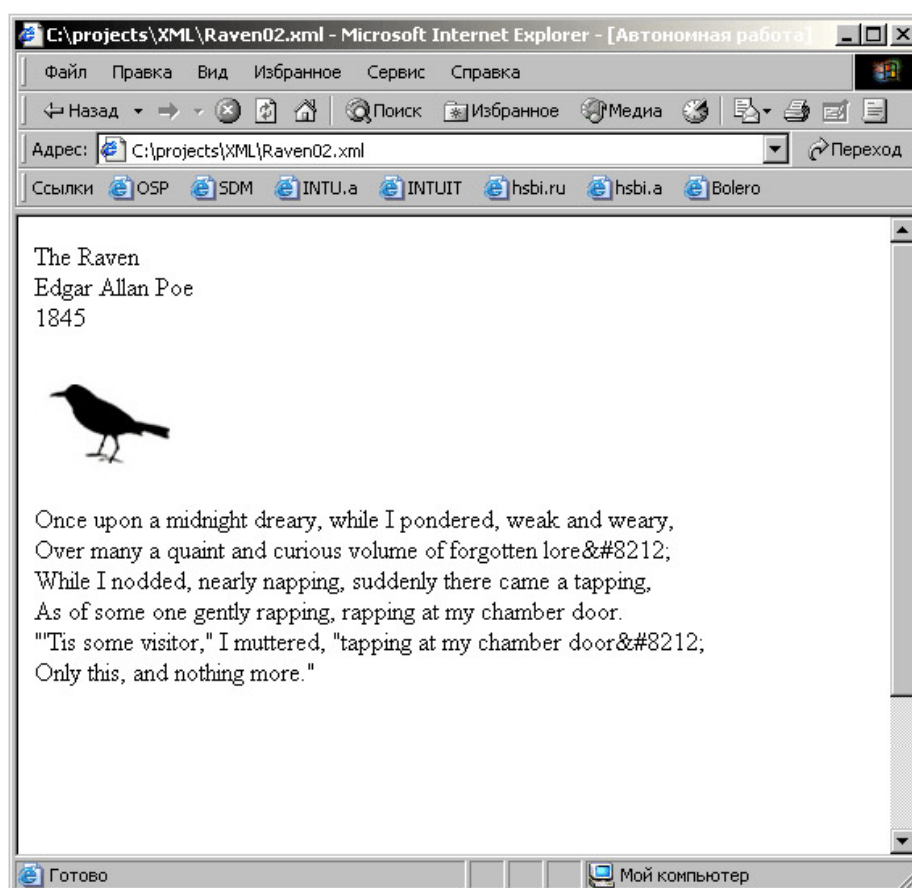 C:\projects\XML\Raven02.xml - Microsoft Internet Explorer - [Автономная работа]
Файл Правка Вид Избранное Сервис Справка
Назад Поиск Избранное Медиа
Адрес: C:\projects\XML\Raven02.xml Переход
Ссылки OSP SDM INTU.a INTUIT hsbi.ru hsbi.a Bolero
The Raven
Edgar Allan Poe
1845
Once upon a midnight dreary, while I pondered, weak and weary,
Over many a quaint and curious volume of forgotten lore&#8212;
While I nodded, nearly napping, suddenly there came a tapping,
As of some one gently rapping, rapping at my chamber door.
"'Tis some visitor," I muttered, "tapping at my chamber door&#8212;
Only this, and nothing more."
Готово Мой компьютер